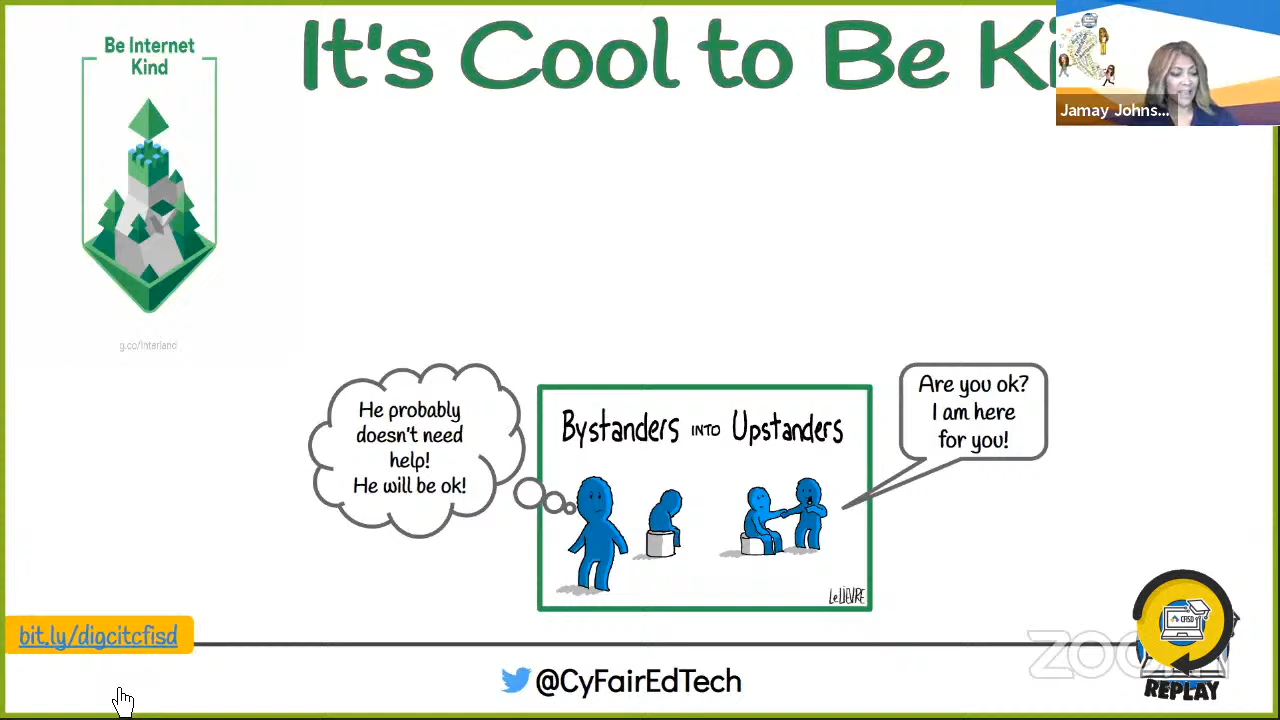 Be Internet
Kind
It's Cool to Be Ki
Jamay Johns...
g.co/Interland
He probably
doesn't need
help!
He will be ok!
Bystanders INTO Upstanders
Are you ok?
I am here
for you!
LeLIÈVRE
bit.ly/digcitcfisd
@CyFairEdTech
zoom
CFISD
REPLAY